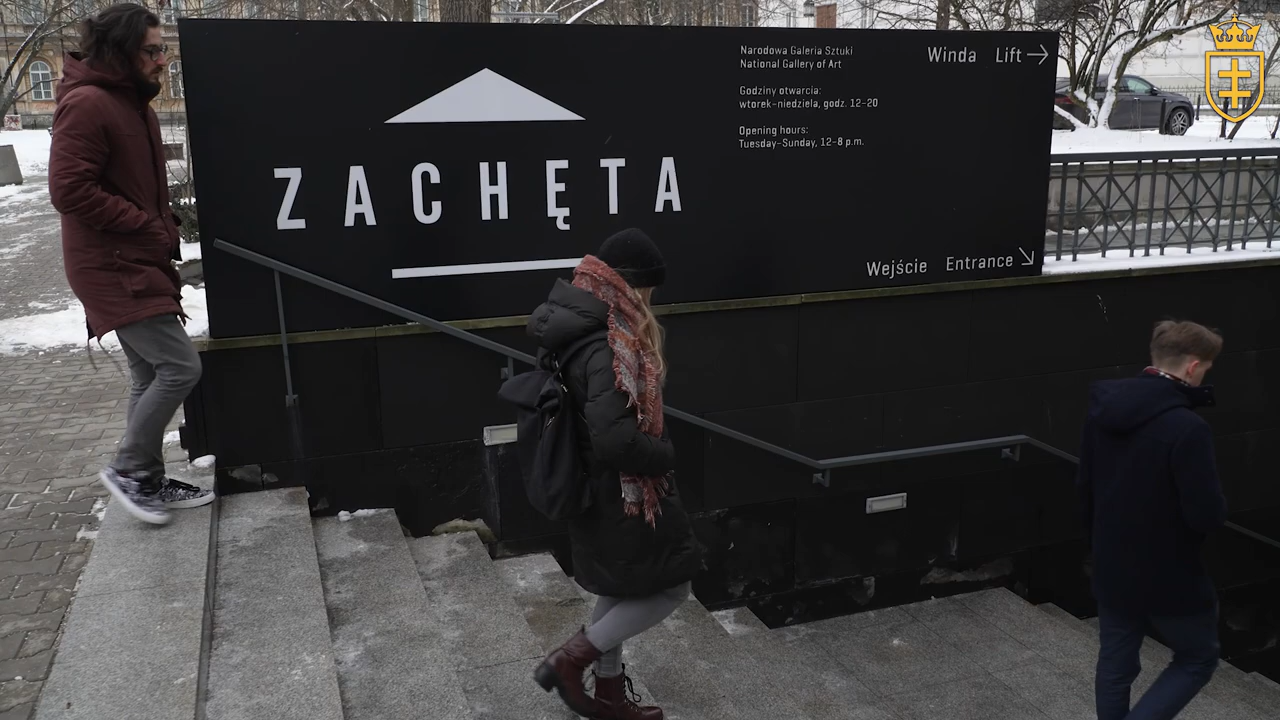 ZACHĘTA
Narodowa Galeria Sztuki
National Gallery of Art
Godziny otwarcia:
wtorek–niedziela, godz. 12–20
Opening hours:
Tuesday–Sunday, 12–8 p.m.
Winda Lift →
Wejście Entrance ↘